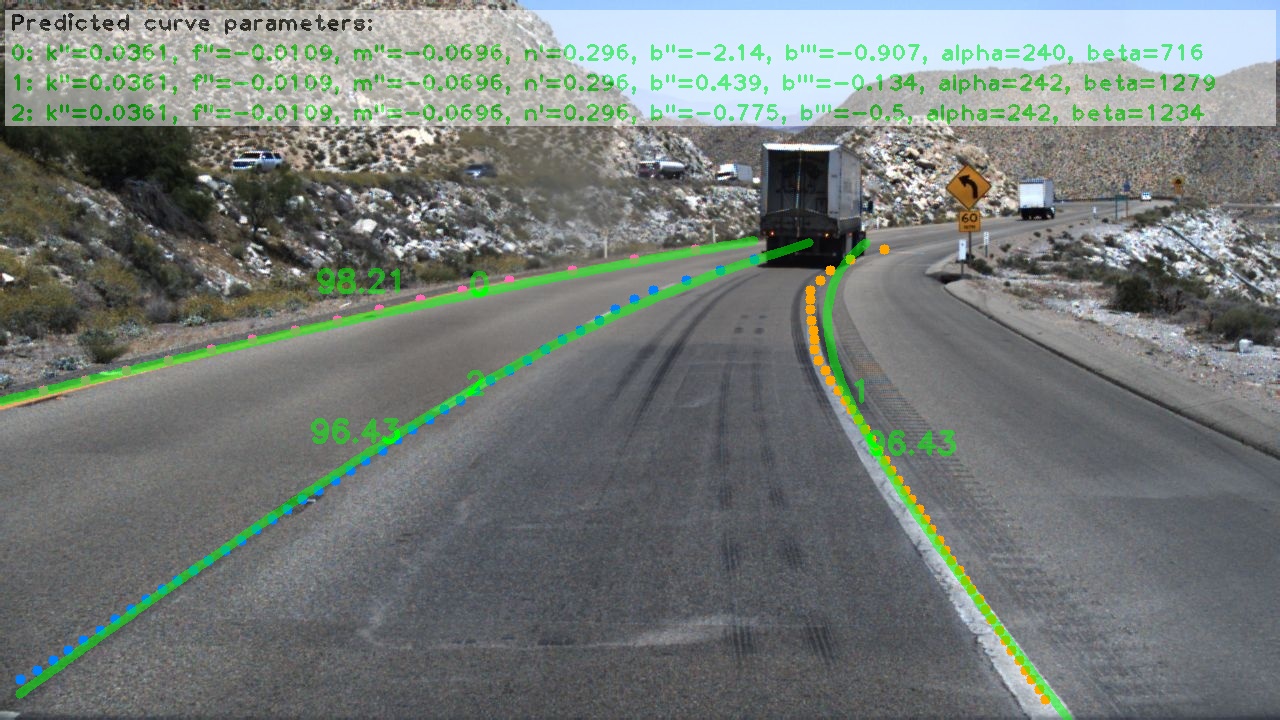 Predicted curve parameters:
0: k"=0.0361, f"=-0.0109, m"=-0.0696, n'=0.296, b"=-2.14, b'''=-0.907, alpha=240, beta=716
1: k"=0.0361, f"=-0.0109, m"=-0.0696, n'=0.296, b"=0.439, b'''=-0.134, alpha=242, beta=1279
2: k"=0.0361, f"=-0.0109, m"=-0.0696, n'=0.296, b"=-0.775, b'''=-0.5, alpha=242, beta=1234
60
98.21 0
2
1
96.43
96.43